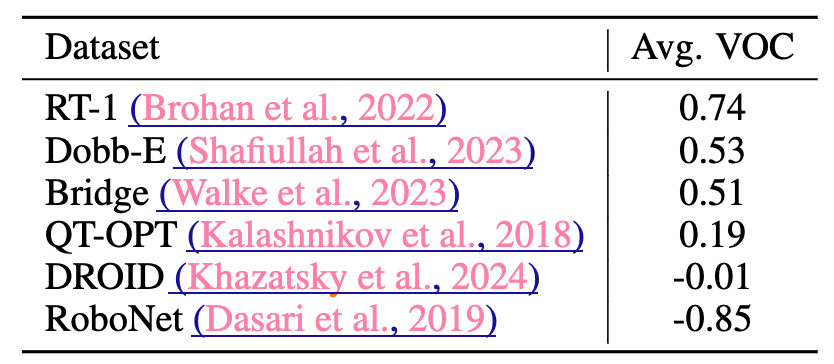 Dataset Avg. VOC
RT-1 (Brohan et al., 2022) 0.74
Dobb-E (Shafiullah et al., 2023) 0.53
Bridge (Walke et al., 2023) 0.51
QT-OPT (Kalashnikov et al., 2018) 0.19
DROID (Khazatsky et al., 2024) -0.01
RoboNet (Dasari et al., 2019) -0.85